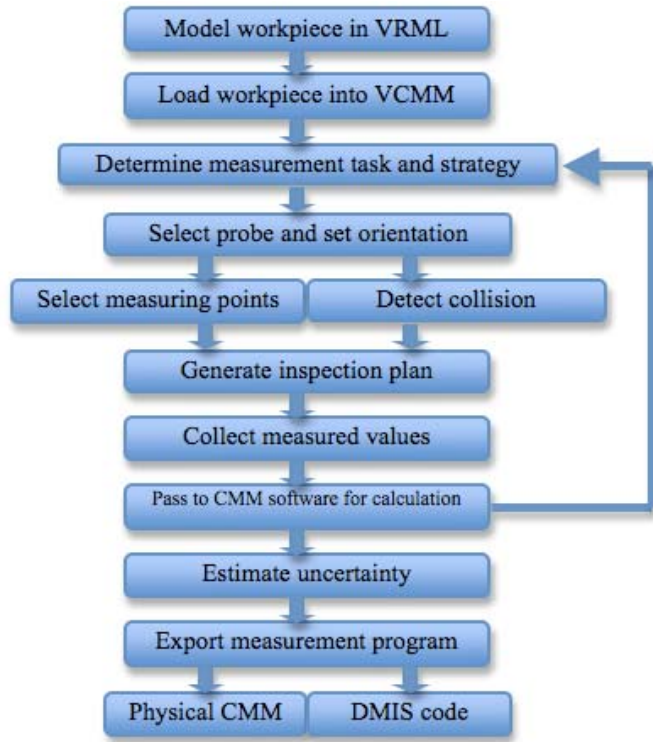 Model workpiece in VRML
Load workpiece into VCMM
Determine measurement task and strategy
Select probe and set orientation
Select measuring points
Detect collision
Generate inspection plan
Collect measured values
Pass to CMM software for calculation
Estimate uncertainty
Export measurement program
Physical CMM
DMIS code